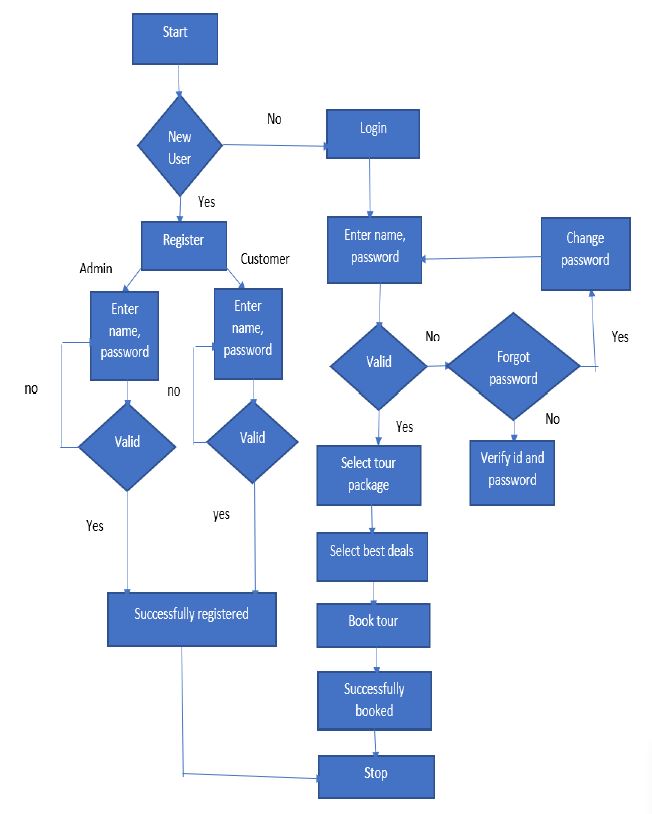 Start
New
User
No
Login
Yes
Register
Admin
Customer
Enter
name,
password
Enter
name,
password
no
no
Valid
Valid
Yes
yes
Successfully registered
Enter name,
password
Change
password
Valid
No
Forgot
password
Yes
No
Verify id and
password
Yes
Select tour
package
Select best deals
Book tour
Successfully
booked
Stop